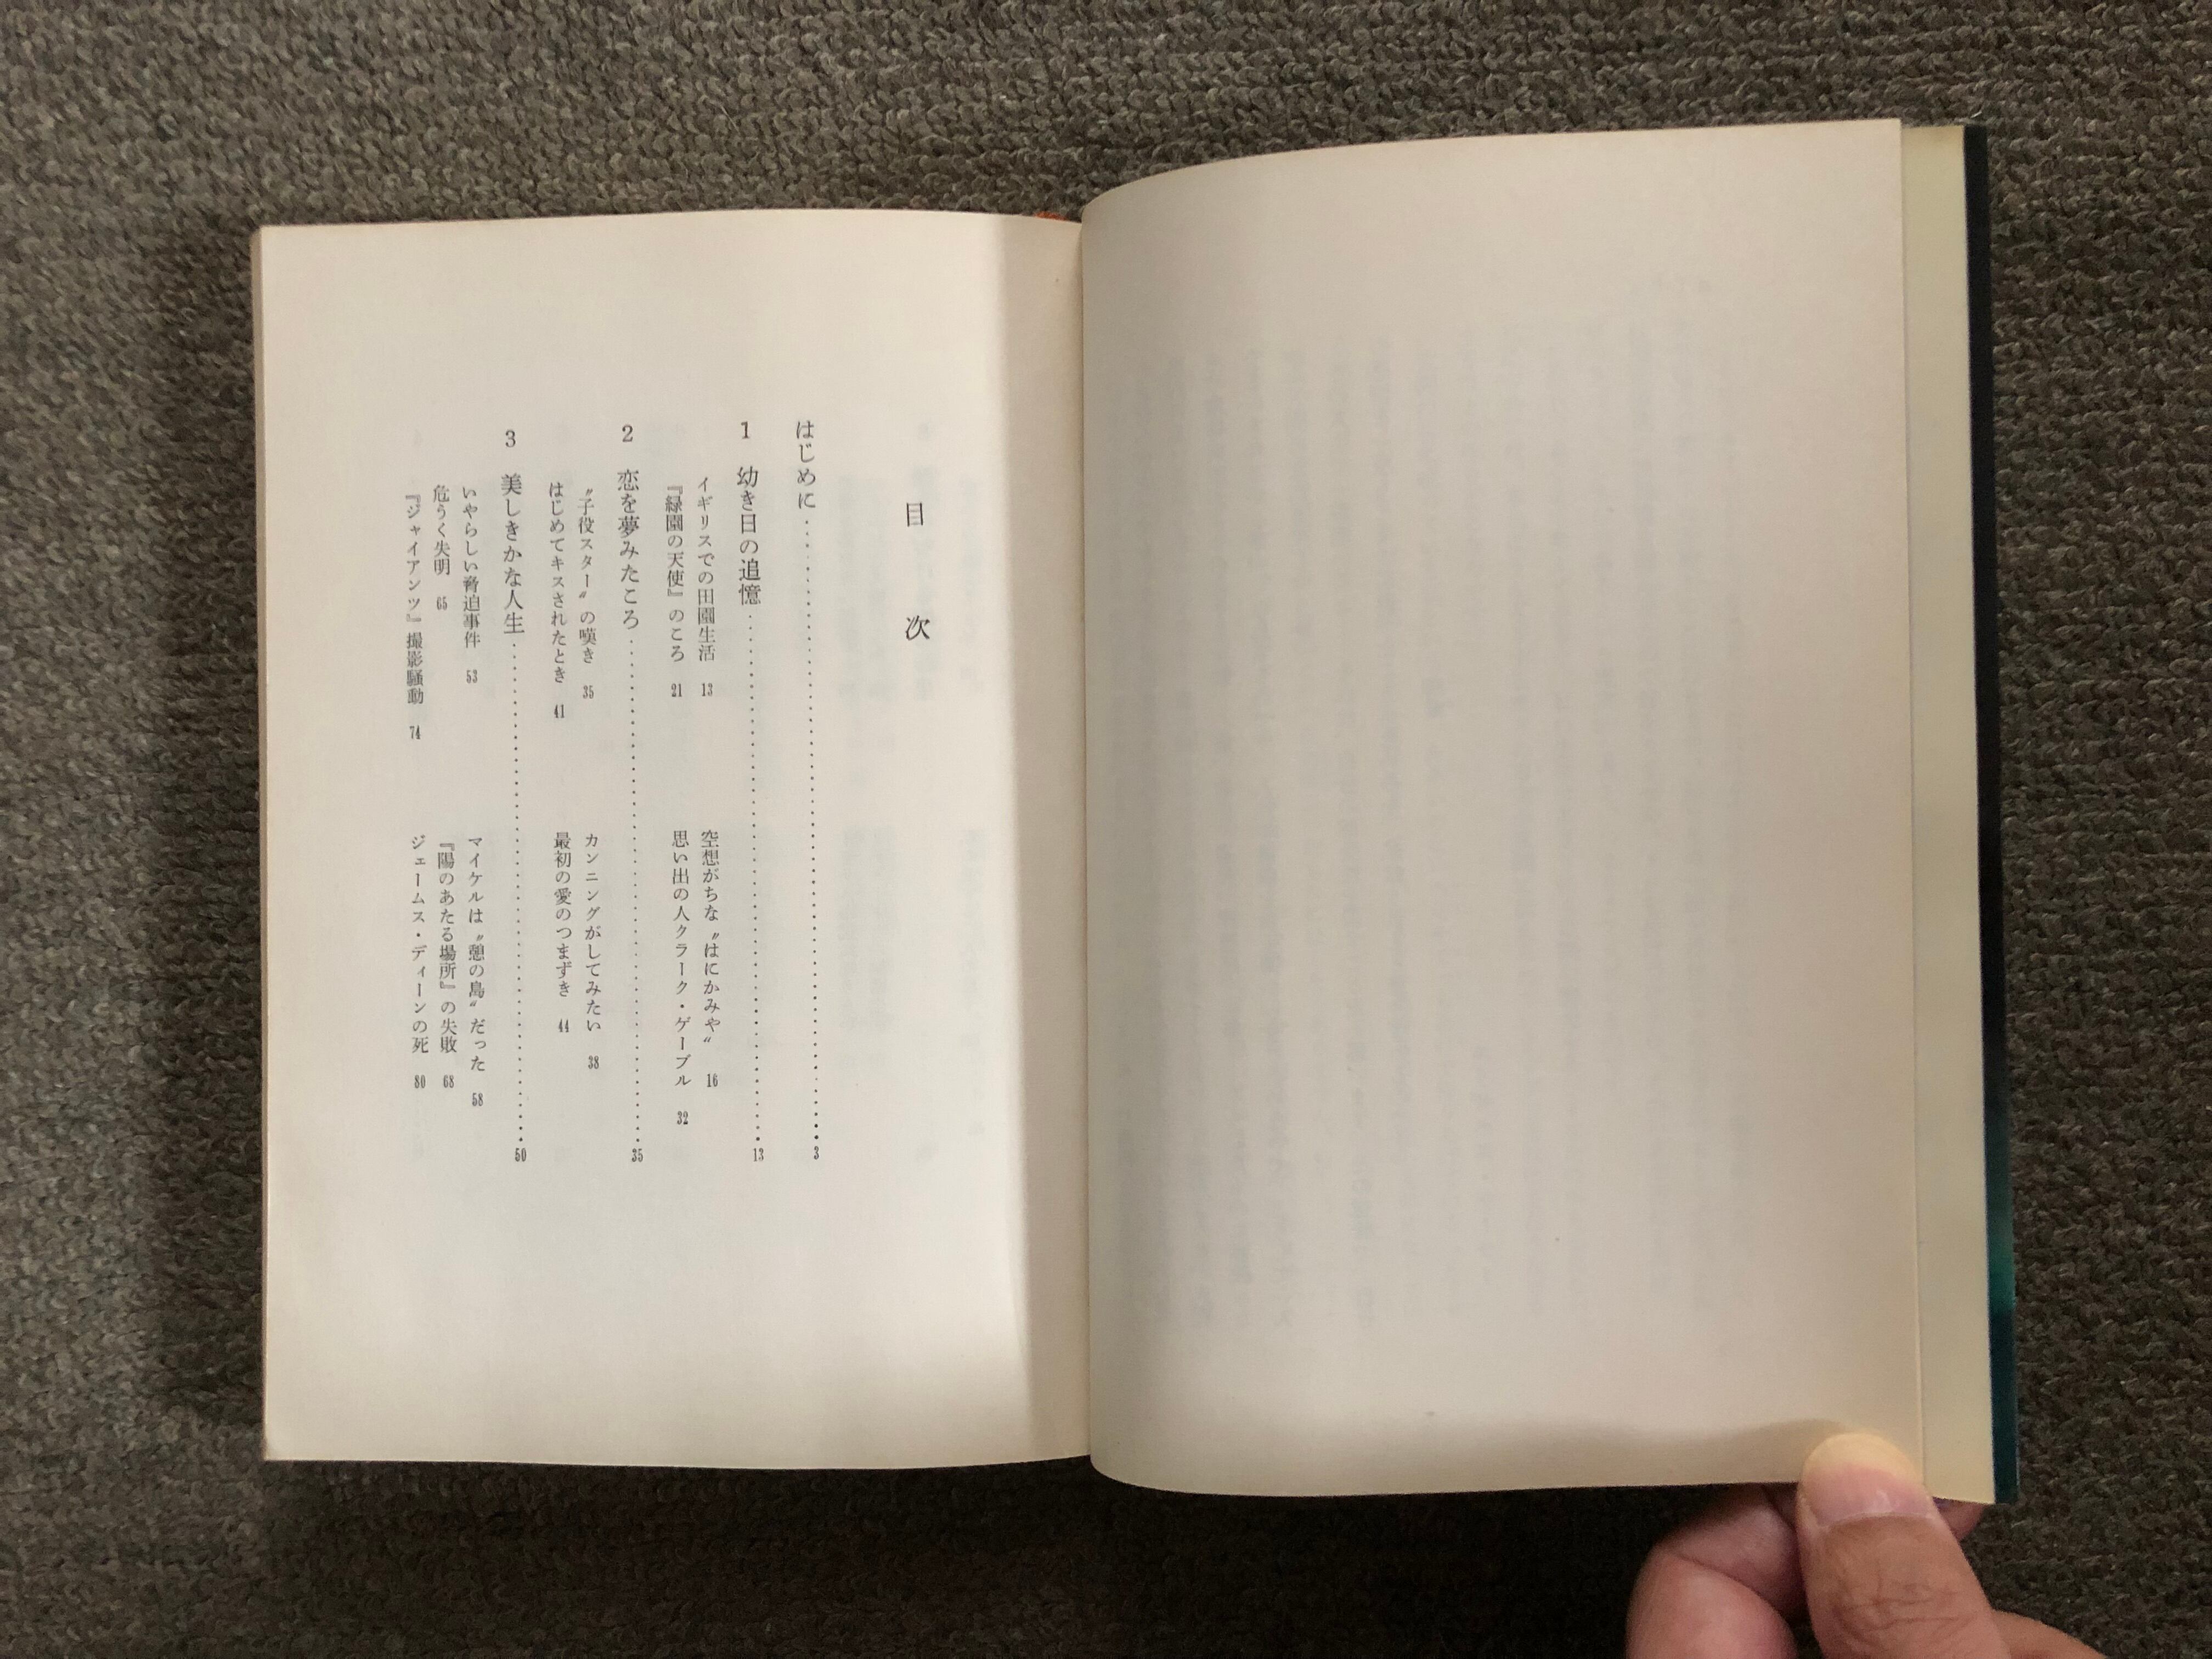 目次
はじめに……3
1 幼き日の追憶……13
イギリスでの田園生活 13
空想がちな〝はにかみや〟 16
『緑園の天使』のころ 21
思い出の人クラーク・ゲーブル 32
2 恋を夢みたころ……35
〝子役スター〟の嘆き 35
カンニングがしてみたい 38
はじめてキスされたとき 41
最初の愛のつまずき 44
3 美しきかな人生……50
いやらしい脅迫事件 53
マイケルは〝憩の島〟だった 58
危うく失明 65
『陽のあたる場所』の失敗 68
『ジャイアンツ』撮影騒動 74
ジェームス・ディーンの死 80